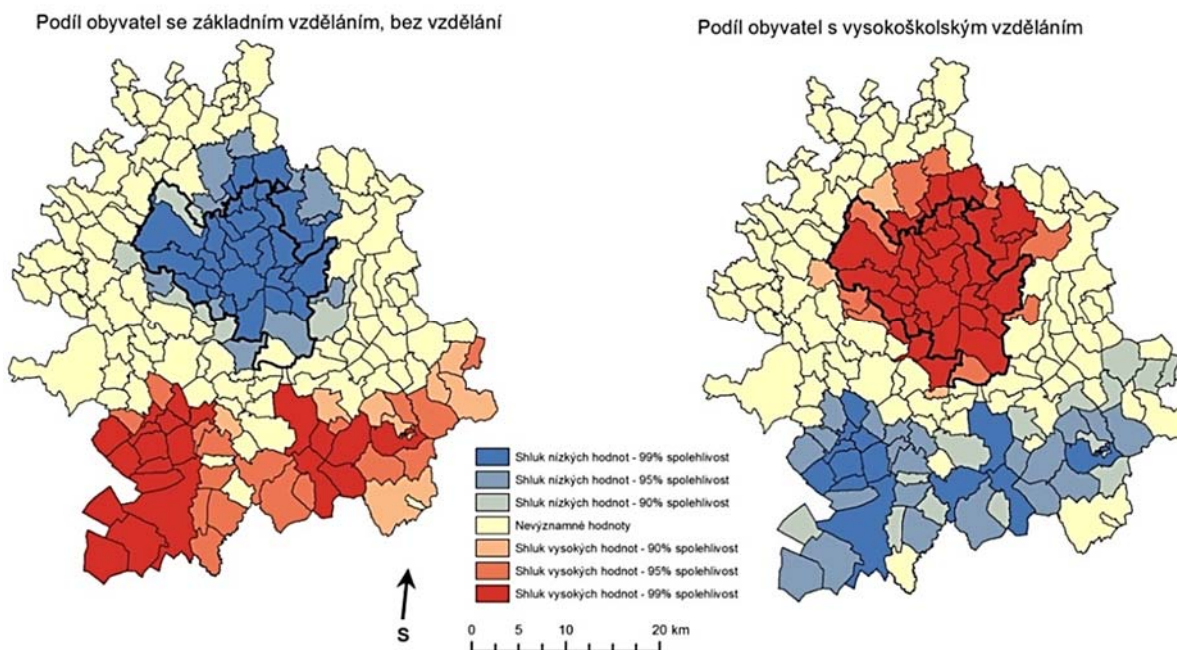 Podíl obyvatel se základním vzděláním, bez vzdělání
Podíl obyvatel s vysokoškolským vzděláním
Shluk nízkých hodnot - 99% spolehlivost
Shluk nízkých hodnot - 95% spolehlivost
Shluk nízkých hodnot - 90% spolehlivost
Nevýznamné hodnoty
Shluk vysokých hodnot - 90% spolehlivost
Shluk vysokých hodnot - 95% spolehlivost
Shluk vysokých hodnot - 99% spolehlivost
S
0 5 10 20 km